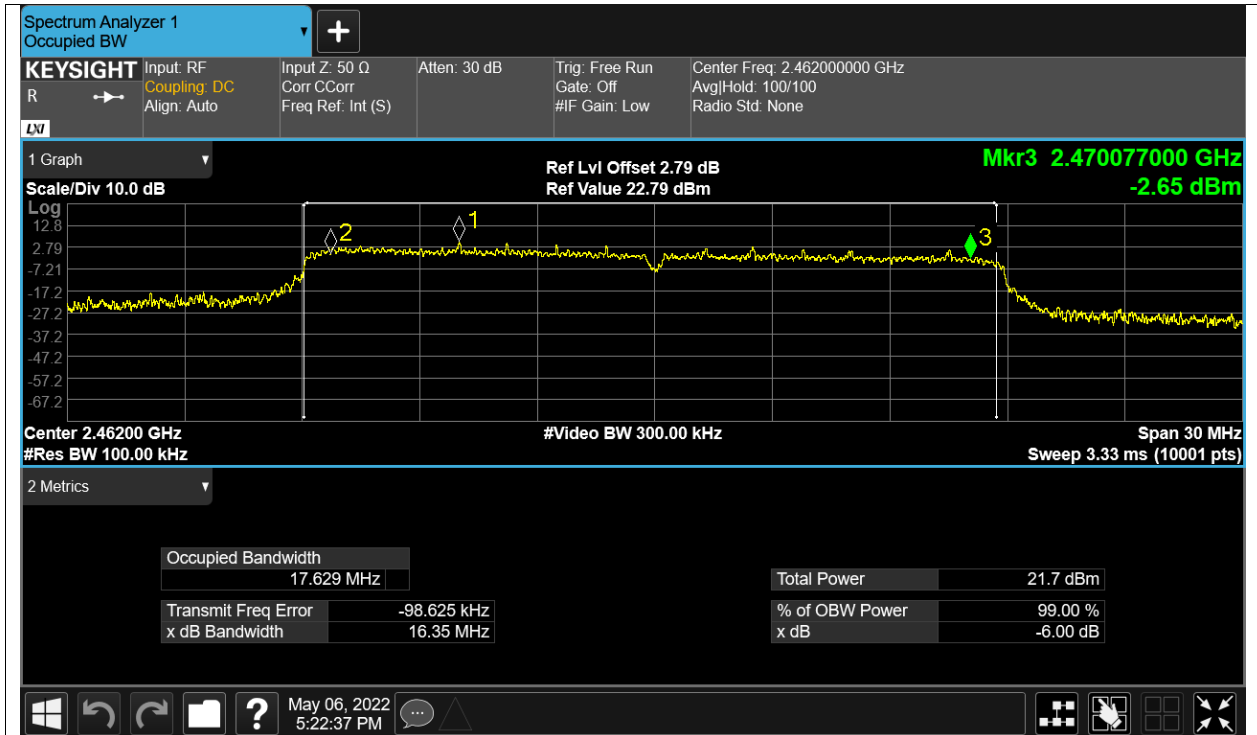 Spectrum Analyzer 1
Occupied BW
▼
+
KEYSIGHT
R
LXI
Input: RF
Coupling: DC
Align: Auto
Input Z: 50 Ω
Corr CCorr
Freq Ref: Int (S)
Atten: 30 dB
Trig: Free Run
Gate: Off
#IF Gain: Low
Center Freq: 2.462000000 GHz
Avg|Hold: 100/100
Radio Std: None
1 Graph ▼
Scale/Div 10.0 dB
Ref Lvl Offset 2.79 dB
Ref Value 22.79 dBm
Mkr3 2.470077000 GHz
-2.65 dBm
Log
12.8
2.79
-7.21
-17.2
-27.2
-37.2
-47.2
-57.2
-67.2
2
1
3
Center 2.46200 GHz
#Res BW 100.00 kHz
#Video BW 300.00 kHz
Span 30 MHz
Sweep 3.33 ms (10001 pts)
2 Metrics ▼
Occupied Bandwidth
17.629 MHz
Transmit Freq Error -98.625 kHz
x dB Bandwidth 16.35 MHz
Total Power 21.7 dBm
% of OBW Power 99.00 %
x dB -6.00 dB
?
May 06, 2022
5:22:37 PM